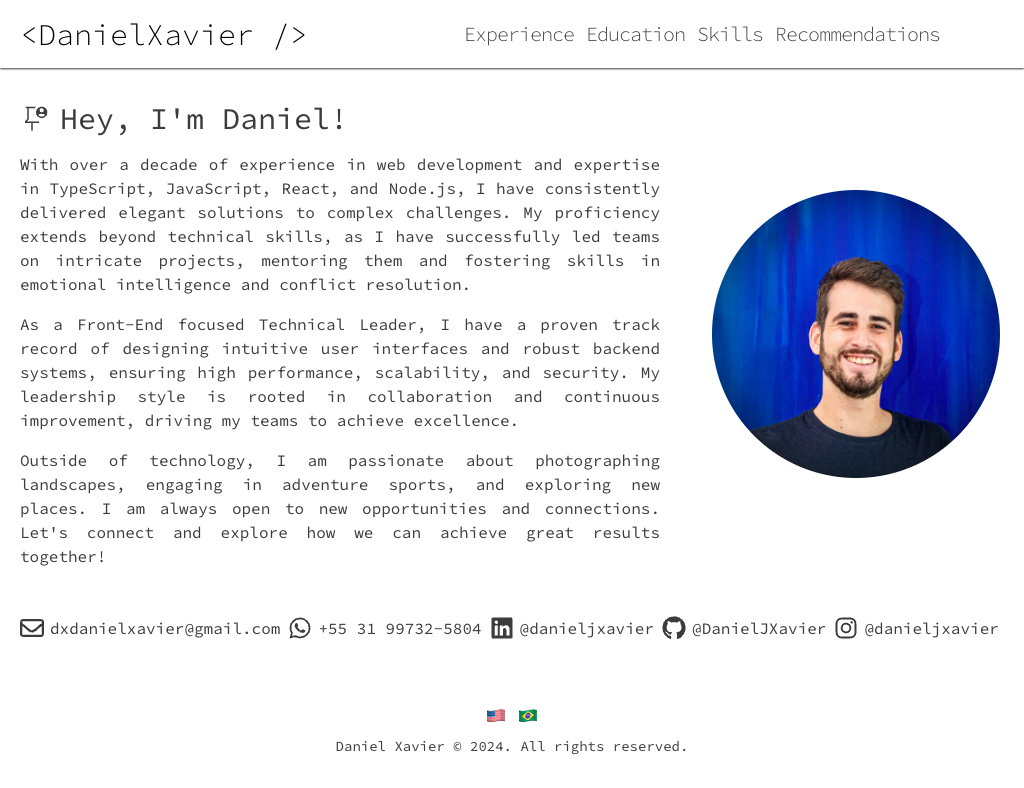 <DanielXavier />
Experience Education Skills Recommendations
Hey, I'm Daniel!
With over a decade of experience in web development and expertise
in TypeScript, JavaScript, React, and Node.js, I have consistently
delivered elegant solutions to complex challenges. My proficiency
extends beyond technical skills, as I have successfully led teams
on intricate projects, mentoring them and fostering skills in
emotional intelligence and conflict resolution.
As a Front-End focused Technical Leader, I have a proven track
record of designing intuitive user interfaces and robust backend
systems, ensuring high performance, scalability, and security. My
leadership style is rooted in collaboration and continuous
improvement, driving my teams to achieve excellence.
Outside of technology, I am passionate about photographing
landscapes, engaging in adventure sports, and exploring new
places. I am always open to new opportunities and connections.
Let's connect and explore how we can achieve great results
together!
dxdanielxavier@gmail.com +55 31 99732-5804 @danieljxavier @DanielJXavier @danieljxavier
Daniel Xavier © 2024. All rights reserved.